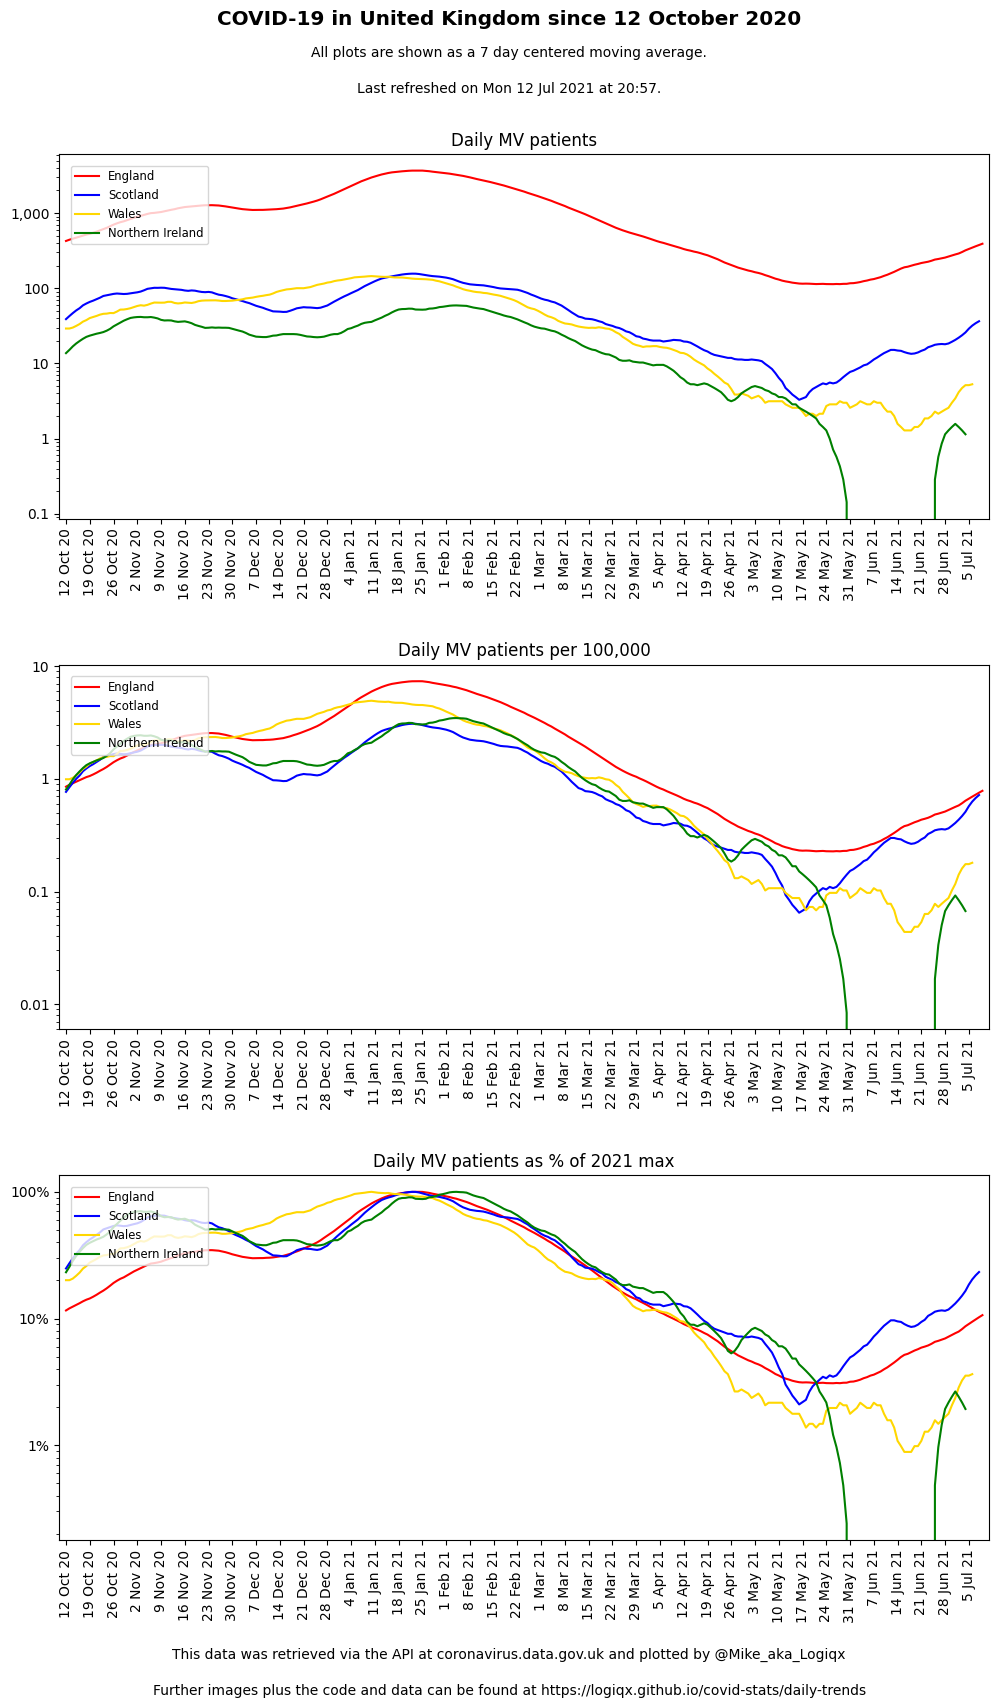 COVID-19 in United Kingdom since 12 October 2020
All plots are shown as a 7 day centered moving average.
Last refreshed on Mon 12 Jul 2021 at 20:57.
Daily MV patients
England
Scotland
Wales
Northern Ireland
1,000
100
10
1
0.1
12 Oct 20
19 Oct 20
26 Oct 20
2 Nov 20
9 Nov 20
16 Nov 20
23 Nov 20
30 Nov 20
7 Dec 20
14 Dec 20
21 Dec 20
28 Dec 20
4 Jan 21
11 Jan 21
18 Jan 21
25 Jan 21
1 Feb 21
8 Feb 21
15 Feb 21
22 Feb 21
1 Mar 21
8 Mar 21
15 Mar 21
22 Mar 21
29 Mar 21
5 Apr 21
12 Apr 21
19 Apr 21
26 Apr 21
3 May 21
10 May 21
17 May 21
24 May 21
31 May 21
7 Jun 21
14 Jun 21
21 Jun 21
28 Jun 21
5 Jul 21
Daily MV patients per 100,000
England
Scotland
Wales
Northern Ireland
10
1
0.1
0.01
12 Oct 20
19 Oct 20
26 Oct 20
2 Nov 20
9 Nov 20
16 Nov 20
23 Nov 20
30 Nov 20
7 Dec 20
14 Dec 20
21 Dec 20
28 Dec 20
4 Jan 21
11 Jan 21
18 Jan 21
25 Jan 21
1 Feb 21
8 Feb 21
15 Feb 21
22 Feb 21
1 Mar 21
8 Mar 21
15 Mar 21
22 Mar 21
29 Mar 21
5 Apr 21
12 Apr 21
19 Apr 21
26 Apr 21
3 May 21
10 May 21
17 May 21
24 May 21
31 May 21
7 Jun 21
14 Jun 21
21 Jun 21
28 Jun 21
5 Jul 21
Daily MV patients as % of 2021 max
England
Scotland
Wales
Northern Ireland
100%
10%
1%
12 Oct 20
19 Oct 20
26 Oct 20
2 Nov 20
9 Nov 20
16 Nov 20
23 Nov 20
30 Nov 20
7 Dec 20
14 Dec 20
21 Dec 20
28 Dec 20
4 Jan 21
11 Jan 21
18 Jan 21
25 Jan 21
1 Feb 21
8 Feb 21
15 Feb 21
22 Feb 21
1 Mar 21
8 Mar 21
15 Mar 21
22 Mar 21
29 Mar 21
5 Apr 21
12 Apr 21
19 Apr 21
26 Apr 21
3 May 21
10 May 21
17 May 21
24 May 21
31 May 21
7 Jun 21
14 Jun 21
21 Jun 21
28 Jun 21
5 Jul 21
This data was retrieved via the API at coronavirus.data.gov.uk and plotted by @Mike_aka_Logiqx
Further images plus the code and data can be found at https://logiqx.github.io/covid-stats/daily-trends